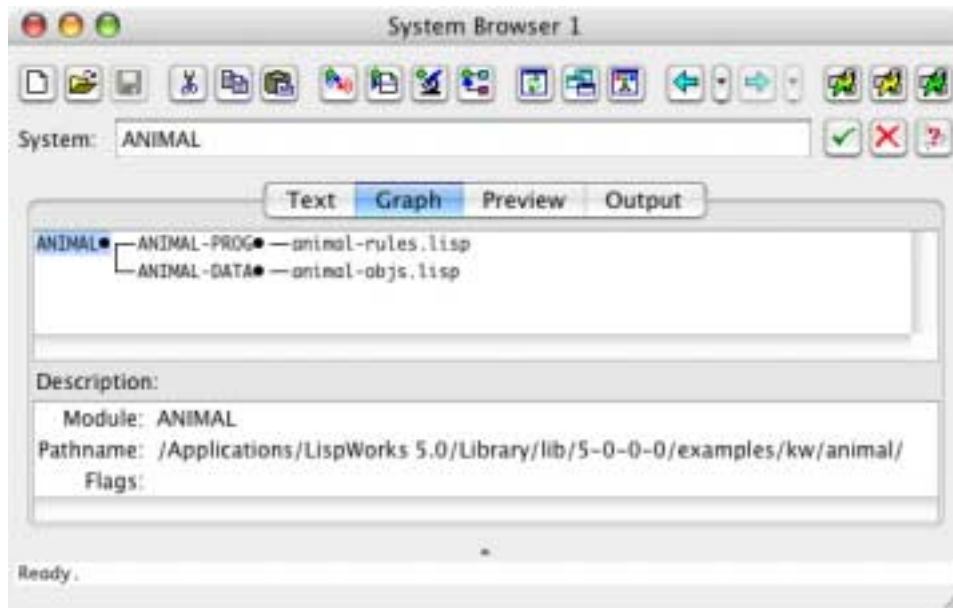 System Browser 1
System: ANIMAL
Text Graph Preview Output
ANIMAL ANIMAL-PROG animal-rules.lisp
ANIMAL-DATA animal-objs.lisp
Description:
Module: ANIMAL
Pathname: /Applications/LispWorks 5.0/Library/lib/5-0-0-0/examples/kw/animal/
Flags:
Ready.